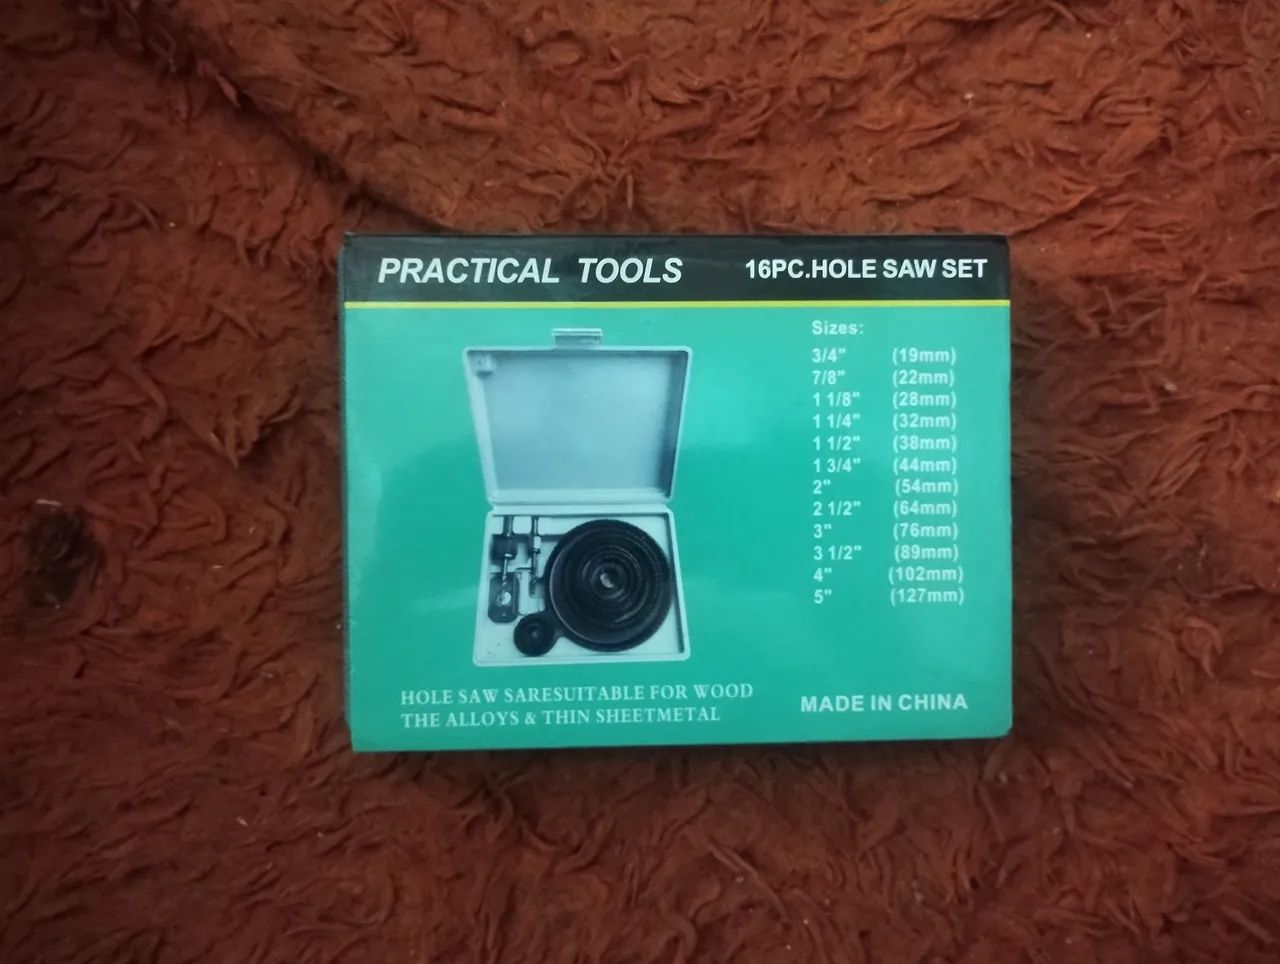 PRACTICAL TOOLS
16PC.HOLE SAW SET
Sizes:
3/4" (19mm)
7/8" (22mm)
1 1/8" (28mm)
1 1/4" (32mm)
1 1/2" (38mm)
1 3/4" (44mm)
2" (54mm)
2 1/2" (64mm)
3" (76mm)
3 1/2" (89mm)
4" (102mm)
5" (127mm)
HOLE SAW SARESUITABLE FOR WOOD
THE ALLOYS & THIN SHEETMETAL
MADE IN CHINA